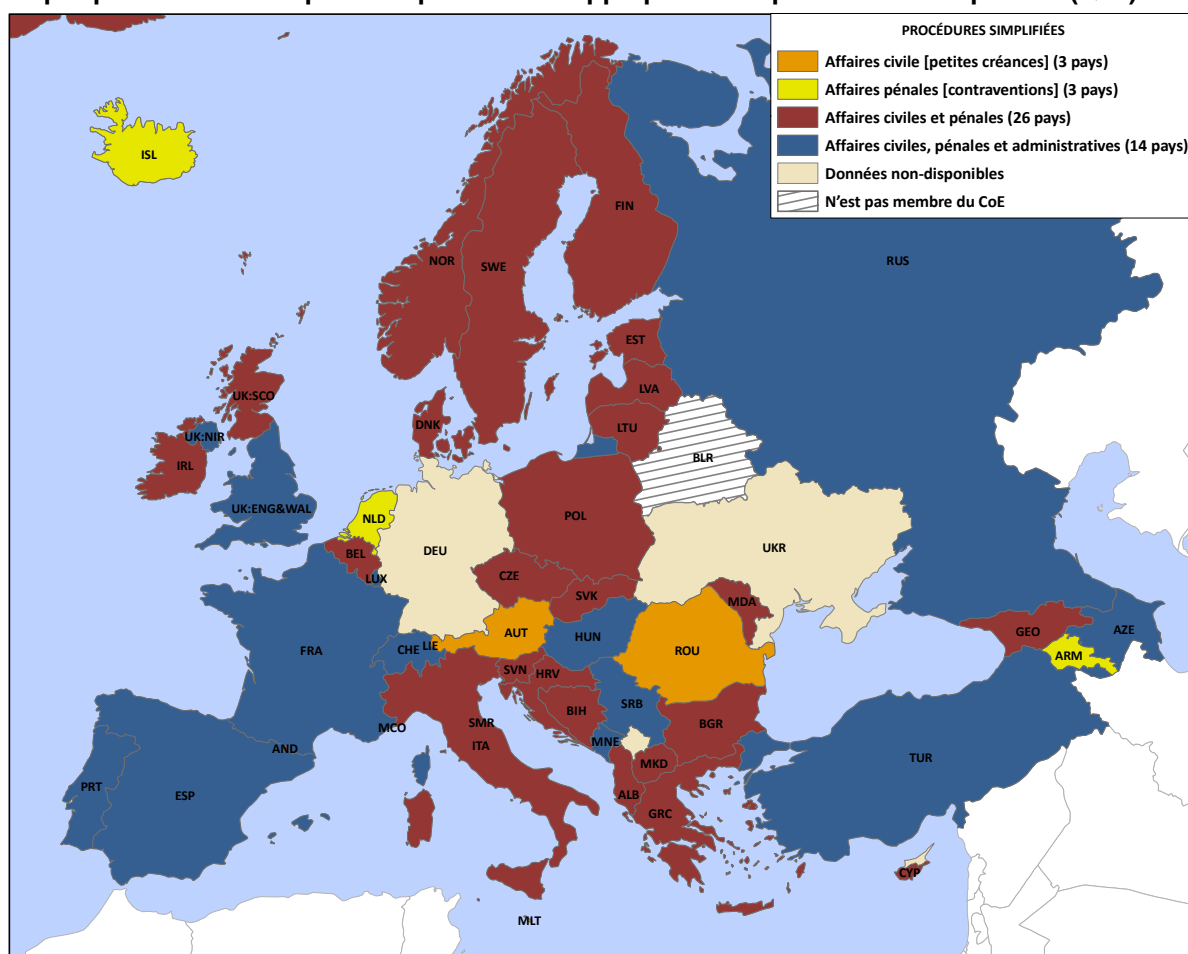 PROCÉDURES SIMPLIFIÉES
Affaires civile [petites créances] (3 pays)
Affaires pénales [contraventions] (3 pays)
Affaires civiles et pénales (26 pays)
Affaires civiles, pénales et administratives (14 pays)
Données non-disponibles
N'est pas membre du CoE
ISL
FIN
NOR
SWE
RUS
EST
LVA
UK:SCO
DNK
LTU
UK:NIR
BLR
IRL
UK:ENG&WAL
NLD
POL
BEL
DEU
UKR
LUX
CZE
SVK
MDA
AUT
HUN
GEO
AZE
FRA
CHE
LIE
ROU
ARM
SVN
HRV
SRB
BIH
MCO
SMR
BGR
ITA
MNE
AND
MKD
TUR
PRT
ESP
ALB
GRC
CYP
MLT